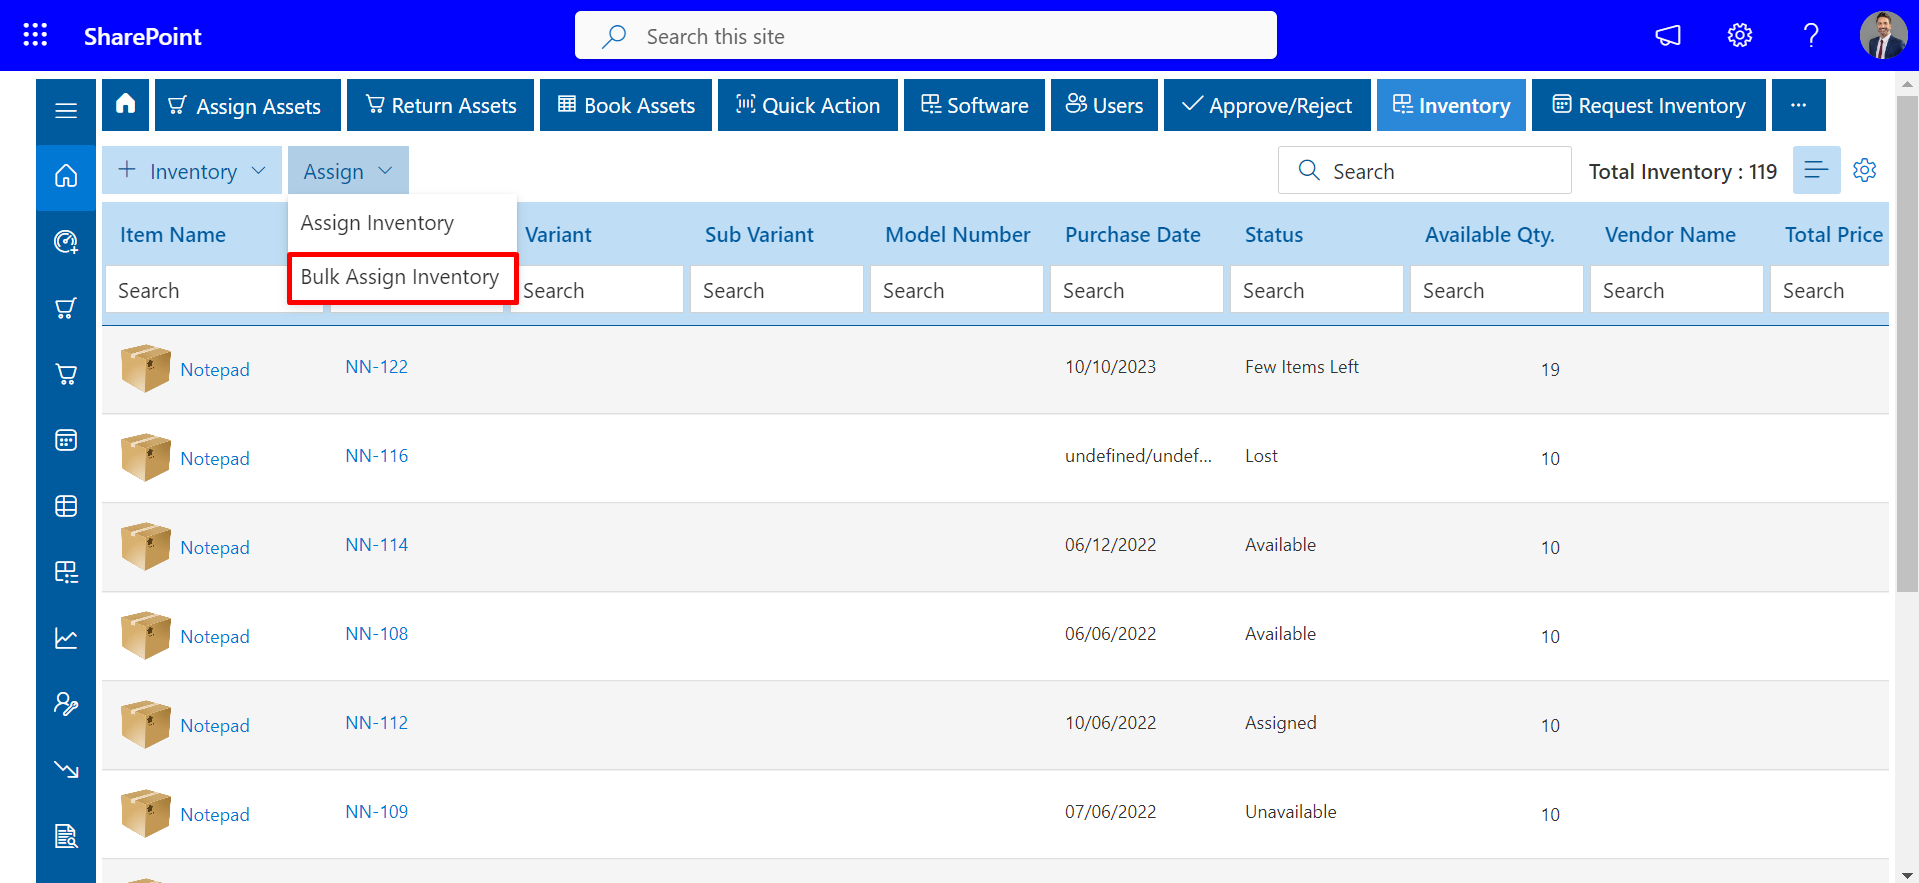 SharePoint
Search this site
Assign Assets
Return Assets
Book Assets
Quick Action
Software
Users
Approve/Reject
Inventory
Request Inventory
...
+ Inventory
Assign
Search
Total Inventory : 119
Assign Inventory
Bulk Assign Inventory
Item Name
Variant
Sub Variant
Model Number
Purchase Date
Status
Available Qty.
Vendor Name
Total Price
Search
Search
Search
Search
Search
Search
Search
Search
Search
Notepad NN-122 10/10/2023 Few Items Left 19
Notepad NN-116 undefined/undef... Lost 10
Notepad NN-114 06/12/2022 Available 10
Notepad NN-108 06/06/2022 Available 10
Notepad NN-112 10/06/2022 Assigned 10
Notepad NN-109 07/06/2022 Unavailable 10